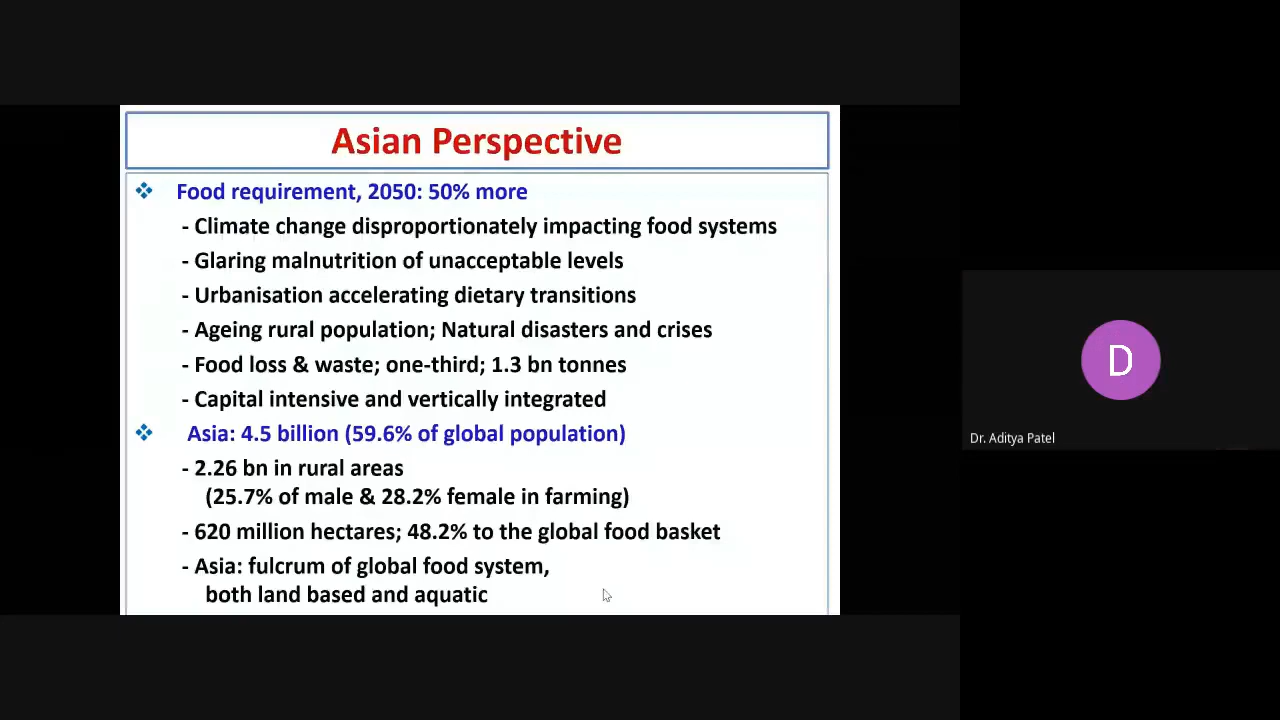 Asian Perspective
Food requirement, 2050: 50% more
- Climate change disproportionately impacting food systems
- Glaring malnutrition of unacceptable levels
- Urbanisation accelerating dietary transitions
- Ageing rural population; Natural disasters and crises
- Food loss & waste; one-third; 1.3 bn tonnes
- Capital intensive and vertically integrated
Asia: 4.5 billion (59.6% of global population)
- 2.26 bn in rural areas
(25.7% of male & 28.2% female in farming)
- 620 million hectares; 48.2% to the global food basket
- Asia: fulcrum of global food system,
both land based and aquatic
D
Dr. Aditya Patel